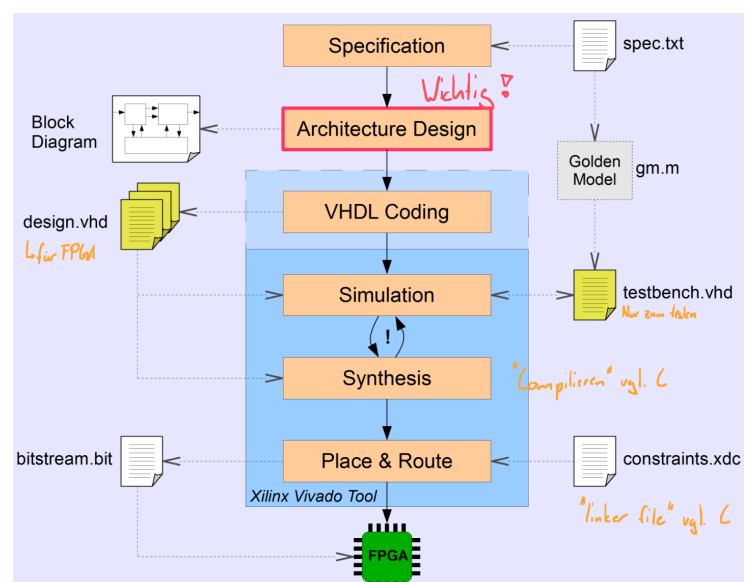 Specification
spec.txt
Wichtig!
Block
Diagram
Architecture Design
Golden
Model
gm.m
VHDL Coding
design.vhd
↳ für FPGA
Simulation
testbench.vhd
Nur zum testen
!
Synthesis
"Compilieren" vgl. C
bitstream.bit
Place & Route
constraints.xdc
Xilinx Vivado Tool
"linker file" vgl. C
FPGA